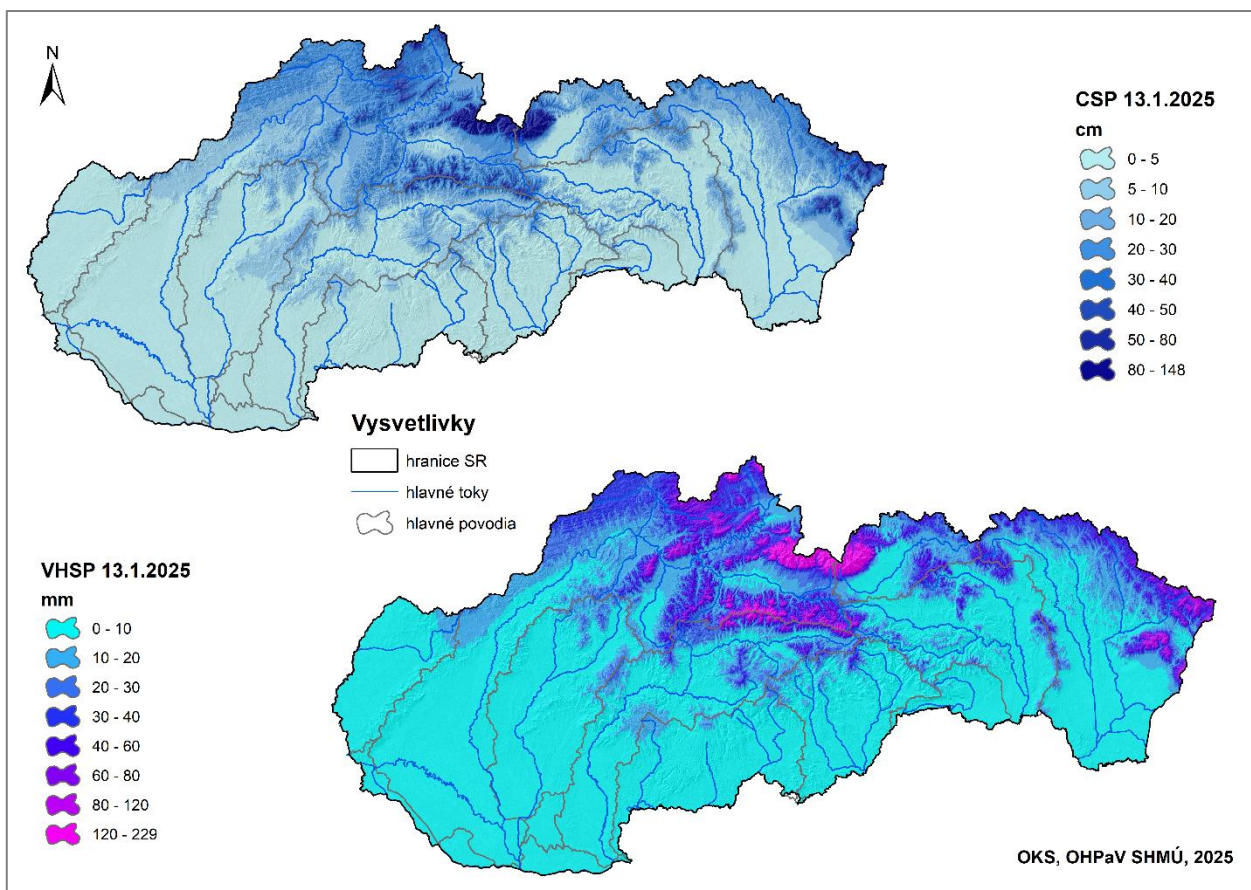 N
CSP 13.1.2025
cm
0 - 5
5 - 10
10 - 20
20 - 30
30 - 40
40 - 50
50 - 80
80 - 148
Vysvetlivky
hranice SR
hlavné toky
hlavné povodia
VHSP 13.1.2025
mm
0 - 10
10 - 20
20 - 30
30 - 40
40 - 60
60 - 80
80 - 120
120 - 229
OKS, OHPaV SHMÚ, 2025